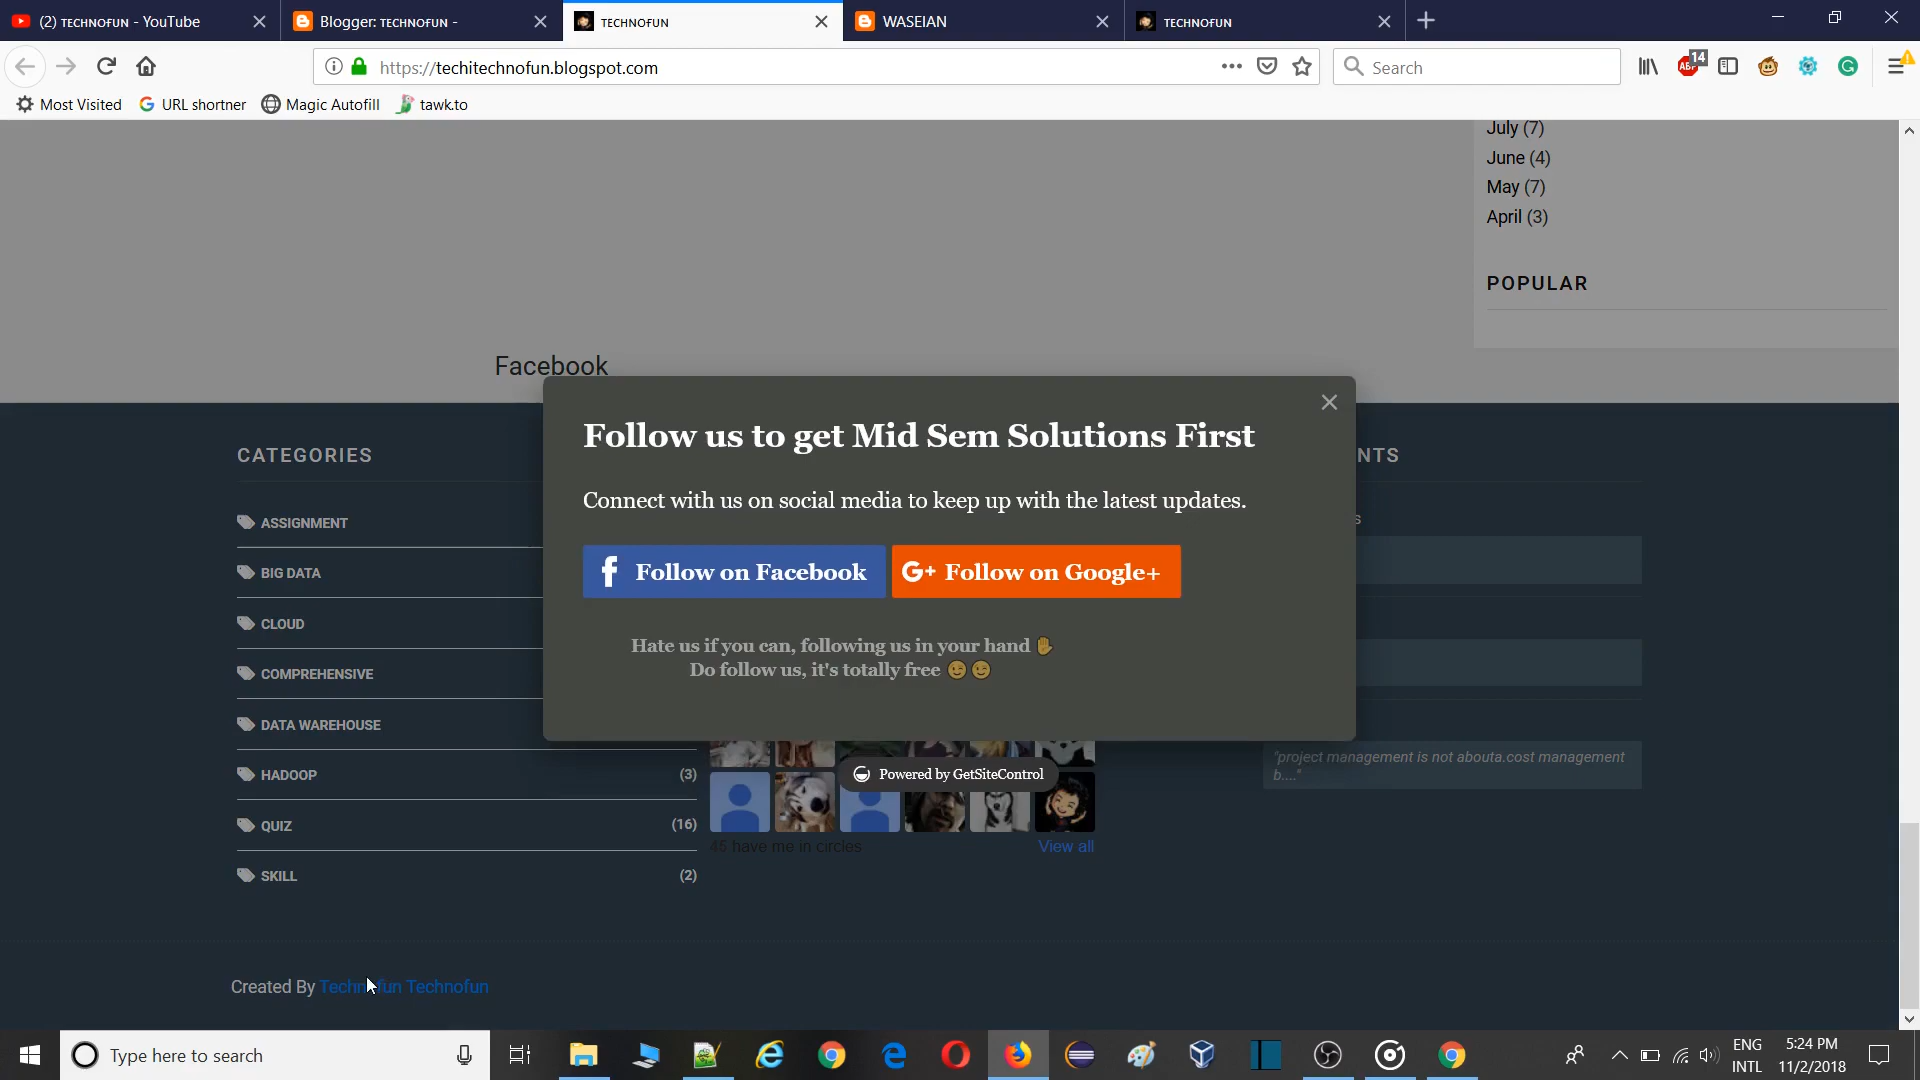 (2) TECHNOFUN - YouTube
Blogger: TECHNOFUN -
TECHNOFUN
WASEIAN
TECHNOFUN
https://techitechnofun.blogspot.com
Search
ABP
14
Most Visited
URL shortner
Magic Autofill
tawk.to
July (7)
June (4)
May (7)
April (3)
POPULAR
Facebook
Follow us to get Mid Sem Solutions First
Connect with us on social media to keep up with the latest updates.
Follow on Facebook
G+ Follow on Google+
Hate us if you can, following us in your hand ✋
Do follow us, it's totally free 😉 😉
CATEGORIES
ASSIGNMENT
BIG DATA
CLOUD
COMPREHENSIVE
DATA WAREHOUSE
HADOOP (3)
QUIZ (16)
SKILL (2)
Powered by GetSiteControl
45 have me in circles
View all
NTS
s
"project management is not abouta.cost management
b...."
Created By Technofun Technofun
Type here to search
ENG
INTL
5:24 PM
11/2/2018